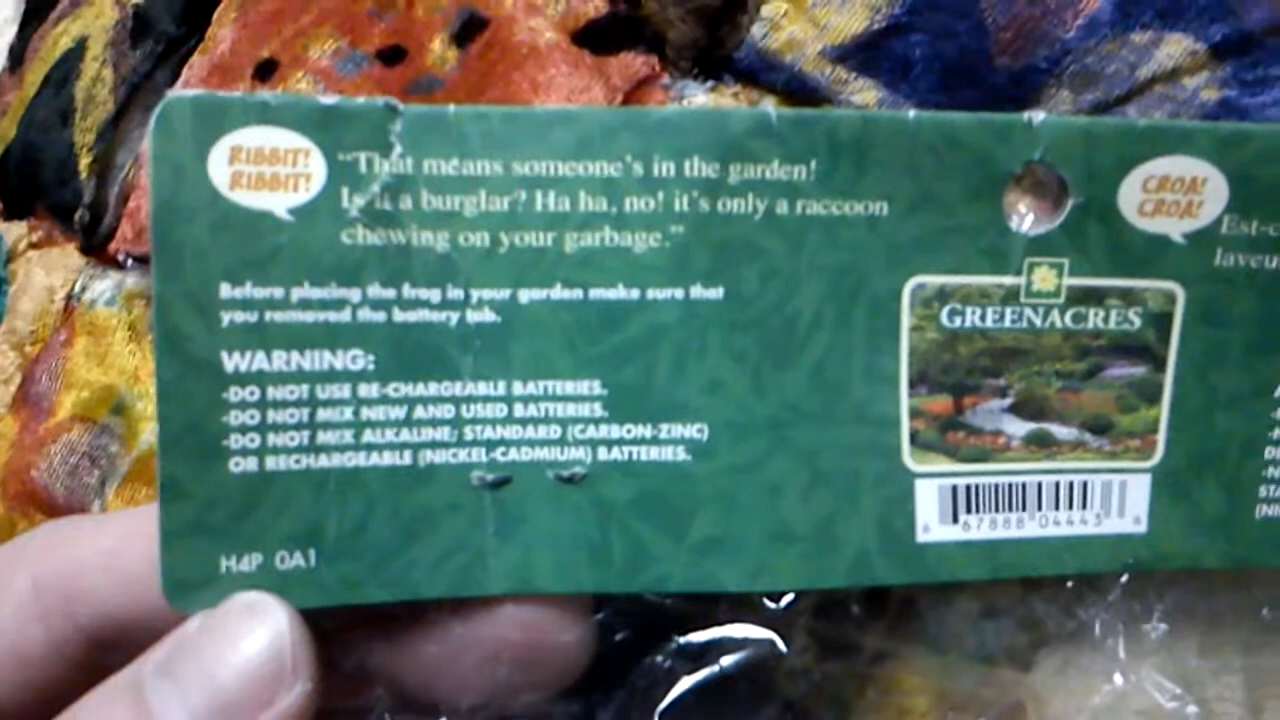 RIBBIT!
RIBBIT!
"That means someone's in the garden!
Is it a burglar? Ha ha, no! it's only a raccoon
chewing on your garbage."
Before placing the frog in your garden make sure that
you removed the battery tab.
WARNING:
-DO NOT USE RE-CHARGEABLE BATTERIES.
-DO NOT MIX NEW AND USED BATTERIES.
-DO NOT MIX ALKALINE; STANDARD (CARBON-ZINC)
OR RECHARGEABLE (NICKEL-CADMIUM) BATTERIES.
H4P 0A1
GREENACRES
67888 04443
CROA!
CROA!
Est-c
laveu